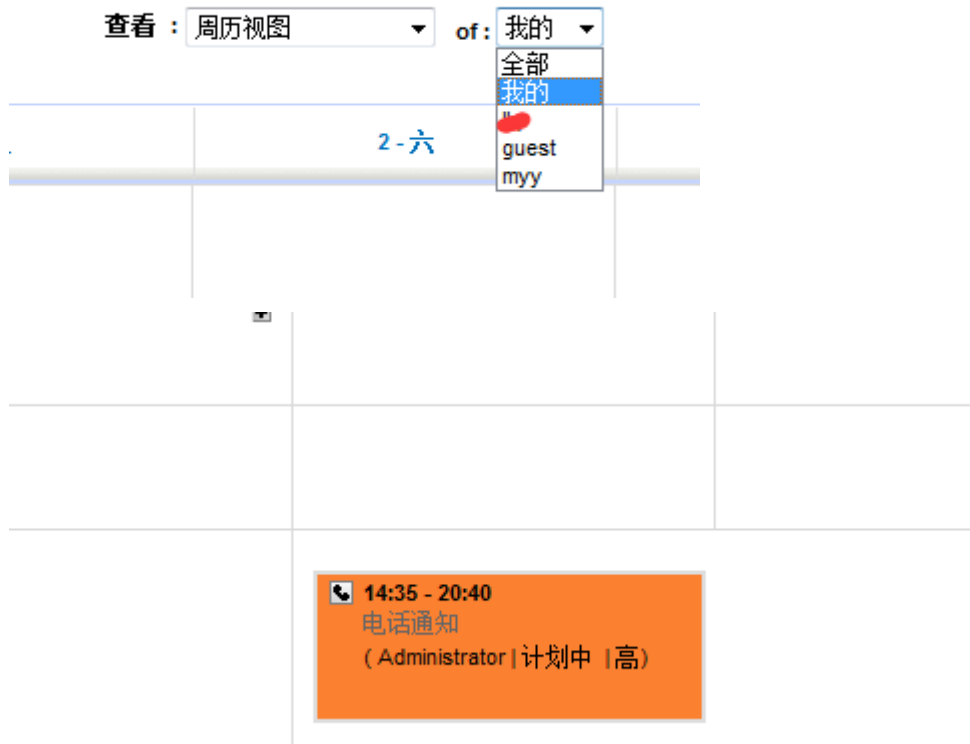 查看 : 周历视图 of : 我的
全部
我的
2 - 六
guest
myy
14:35 - 20:40
电话通知
( Administrator | 计划中 | 高)